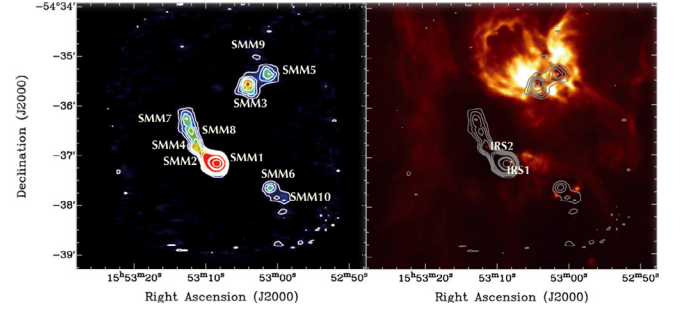 -54°34′
SMM9
-35′
SMM5
SMM3
-36′
SMM7
SMM8
SMM4
IRS2
SMM2
SMM1
-37′
IRS1
SMM6
SMM10
-38′
-39′
Declination (J2000)
15ʰ53ᵐ20ˢ 53ᵐ10ˢ 53ᵐ00ˢ 52ᵐ50ˢ 15ʰ53ᵐ20ˢ 53ᵐ10ˢ 53ᵐ00ˢ 52ᵐ50ˢ
Right Ascension (J2000) Right Ascension (J2000)